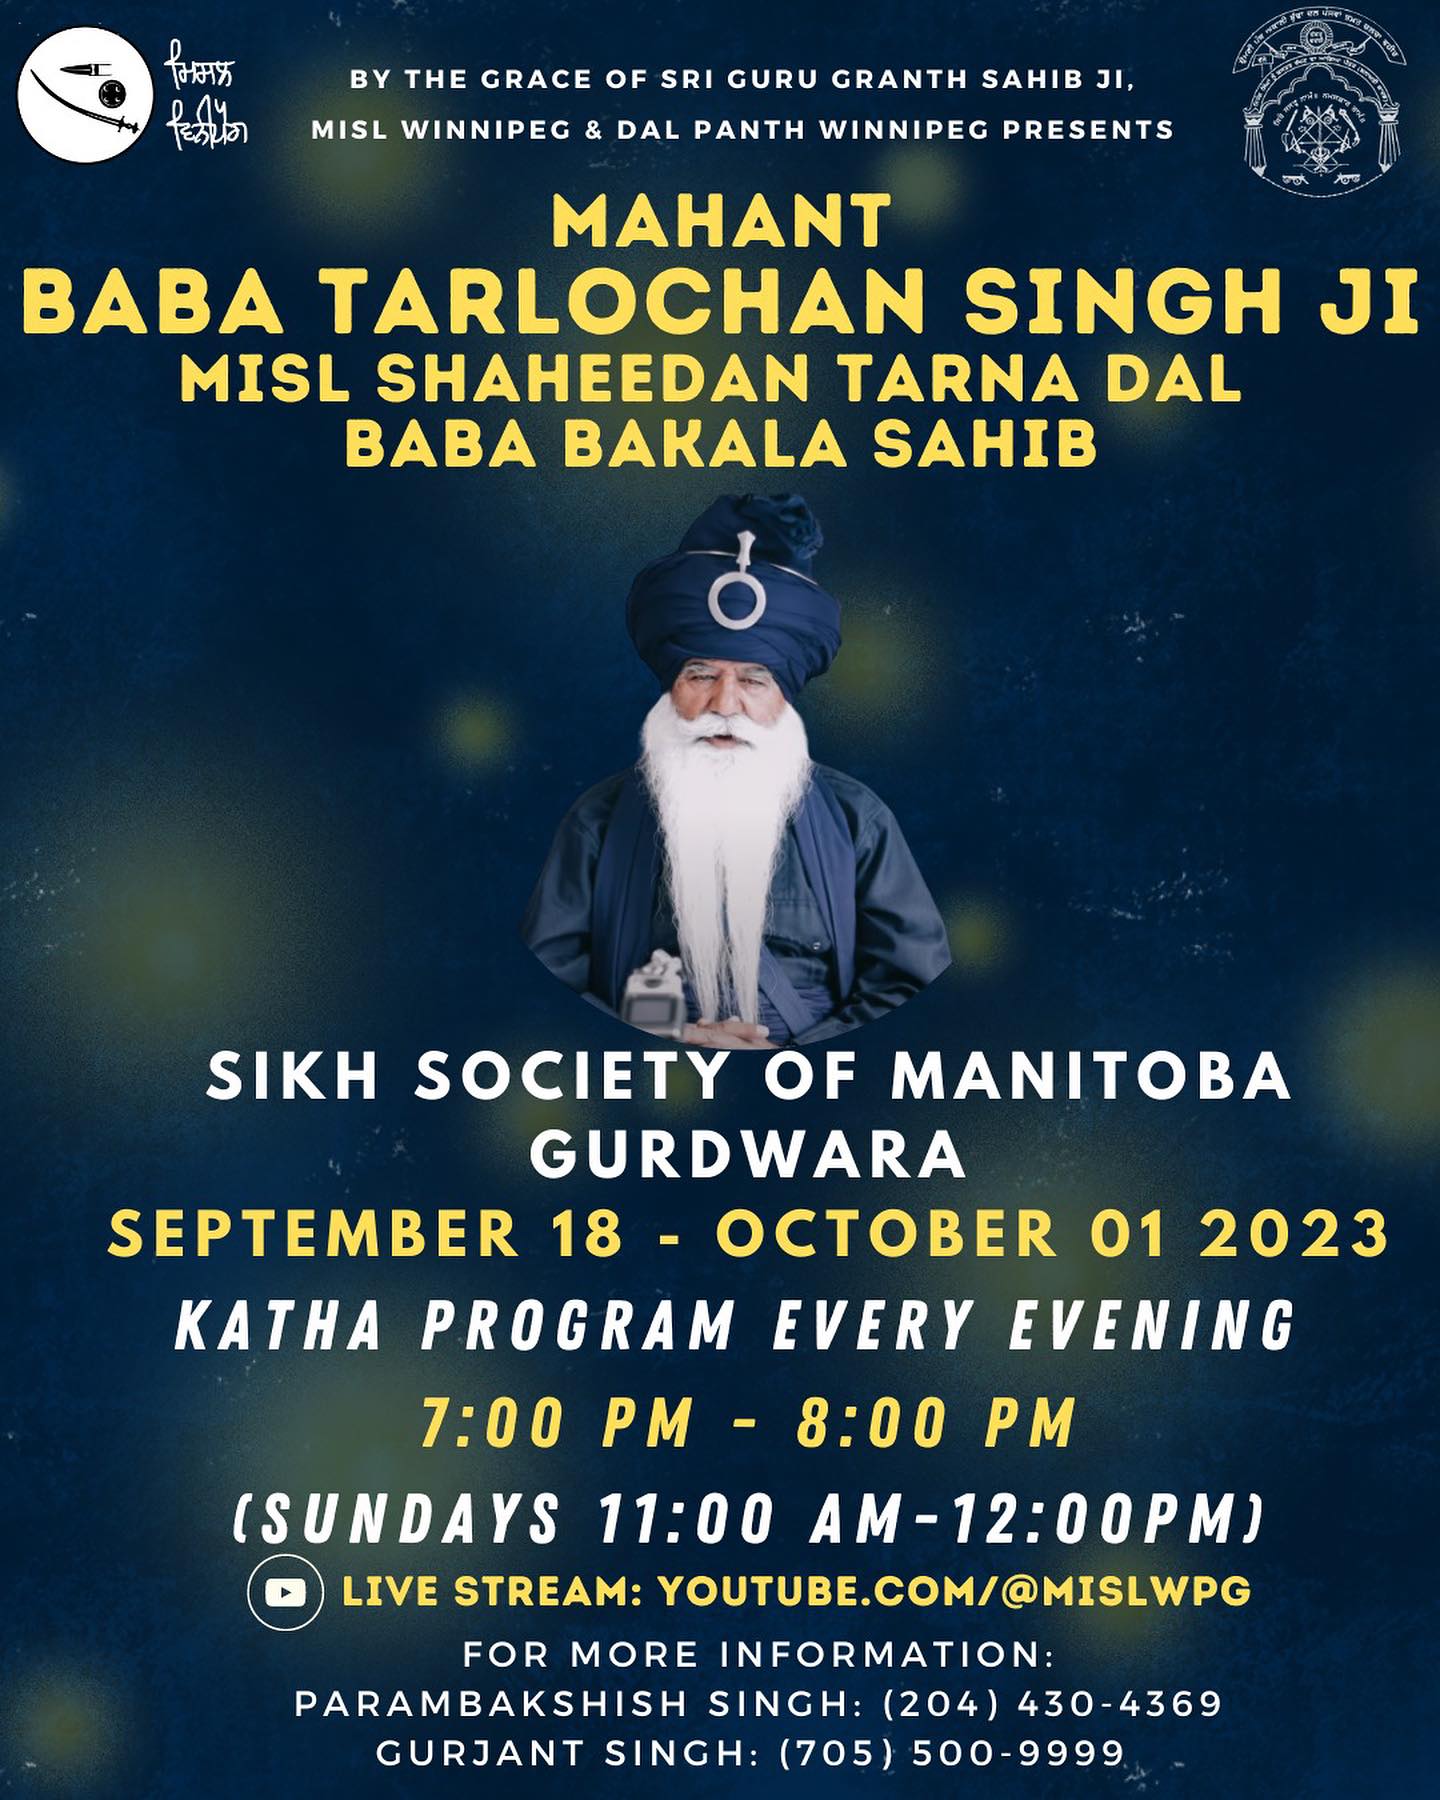 ਮਿਸਲ
ਵਿਨੀਪੈਗ
BY THE GRACE OF SRI GURU GRANTH SAHIB JI,
MISL WINNIPEG & DAL PANTH WINNIPEG PRESENTS
MAHANT
BABA TARLOCHAN SINGH JI
MISL SHAHEEDAN TARNA DAL
BABA BAKALA SAHIB
SIKH SOCIETY OF MANITOBA
GURDWARA
SEPTEMBER 18 - OCTOBER 01 2023
KATHA PROGRAM EVERY EVENING
7:00 PM - 8:00 PM
(SUNDAYS 11:00 AM-12:00PM)
LIVE STREAM: YOUTUBE.COM/@MISLWPG
FOR MORE INFORMATION:
PARAMBAKSHISH SINGH: (204) 430-4369
GURJANT SINGH: (705) 500-9999